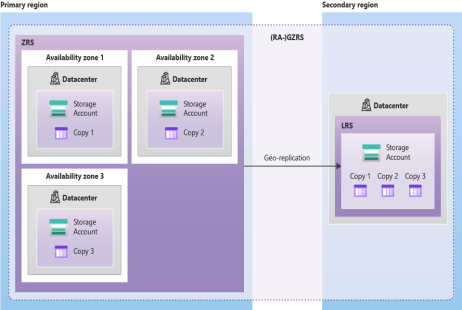 Primary region
Secondary region
(RA-)GZRS
ZRS
Availability zone 1
Datacenter
Storage
Account
Copy 1
Availability zone 2
Datacenter
Storage
Account
Copy 2
Availability zone 3
Datacenter
Storage
Account
Copy 3
Geo-replication
Datacenter
LRS
Storage
Account
Copy 1 Copy 2 Copy 3